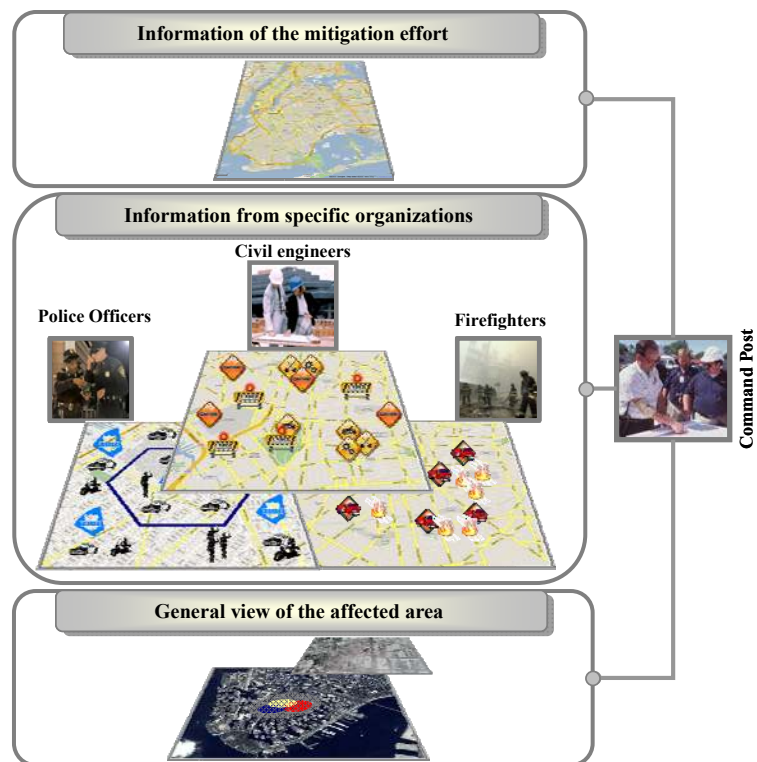 Information of the mitigation effort
Information from specific organizations
Civil engineers
Police Officers
Firefighters
Command Post
General view of the affected area